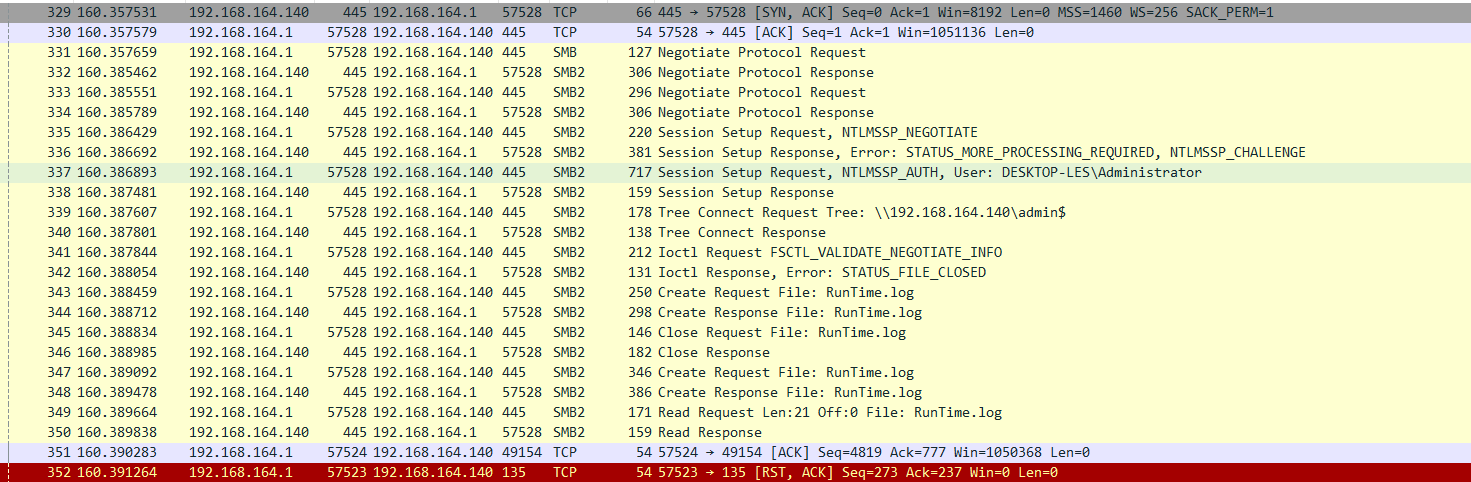 329 160.357531 192.168.164.140 445 192.168.164.1 57528 TCP 66 445 → 57528 [SYN, ACK] Seq=0 Ack=1 Win=8192 Len=0 MSS=1460 WS=256 SACK_PERM=1
330 160.357579 192.168.164.1 57528 192.168.164.140 445 TCP 54 57528 → 445 [ACK] Seq=1 Ack=1 Win=1051136 Len=0
331 160.357659 192.168.164.1 57528 192.168.164.140 445 SMB 127 Negotiate Protocol Request
332 160.385462 192.168.164.140 445 192.168.164.1 57528 SMB2 306 Negotiate Protocol Response
333 160.385551 192.168.164.1 57528 192.168.164.140 445 SMB2 296 Negotiate Protocol Request
334 160.385789 192.168.164.140 445 192.168.164.1 57528 SMB2 306 Negotiate Protocol Response
335 160.386429 192.168.164.1 57528 192.168.164.140 445 SMB2 220 Session Setup Request, NTLMSSP_NEGOTIATE
336 160.386692 192.168.164.140 445 192.168.164.1 57528 SMB2 381 Session Setup Response, Error: STATUS_MORE_PROCESSING_REQUIRED, NTLMSSP_CHALLENGE
337 160.386893 192.168.164.1 57528 192.168.164.140 445 SMB2 717 Session Setup Request, NTLMSSP_AUTH, User: DESKTOP-LES\Administrator
338 160.387481 192.168.164.140 445 192.168.164.1 57528 SMB2 159 Session Setup Response
339 160.387607 192.168.164.1 57528 192.168.164.140 445 SMB2 178 Tree Connect Request Tree: \\192.168.164.140\admin$
340 160.387801 192.168.164.140 445 192.168.164.1 57528 SMB2 138 Tree Connect Response
341 160.387844 192.168.164.1 57528 192.168.164.140 445 SMB2 212 Ioctl Request FSCTL_VALIDATE_NEGOTIATE_INFO
342 160.388054 192.168.164.140 445 192.168.164.1 57528 SMB2 131 Ioctl Response, Error: STATUS_FILE_CLOSED
343 160.388459 192.168.164.1 57528 192.168.164.140 445 SMB2 250 Create Request File: RunTime.log
344 160.388712 192.168.164.140 445 192.168.164.1 57528 SMB2 298 Create Response File: RunTime.log
345 160.388834 192.168.164.1 57528 192.168.164.140 445 SMB2 146 Close Request File: RunTime.log
346 160.388985 192.168.164.140 445 192.168.164.1 57528 SMB2 182 Close Response
347 160.389092 192.168.164.1 57528 192.168.164.140 445 SMB2 346 Create Request File: RunTime.log
348 160.389478 192.168.164.140 445 192.168.164.1 57528 SMB2 386 Create Response File: RunTime.log
349 160.389664 192.168.164.1 57528 192.168.164.140 445 SMB2 171 Read Request Len:21 Off:0 File: RunTime.log
350 160.389838 192.168.164.140 445 192.168.164.1 57528 SMB2 159 Read Response
351 160.390283 192.168.164.1 57524 192.168.164.140 49154 TCP 54 57524 → 49154 [ACK] Seq=4819 Ack=777 Win=1050368 Len=0
352 160.391264 192.168.164.1 57523 192.168.164.140 135 TCP 54 57523 → 135 [RST, ACK] Seq=273 Ack=237 Win=0 Len=0